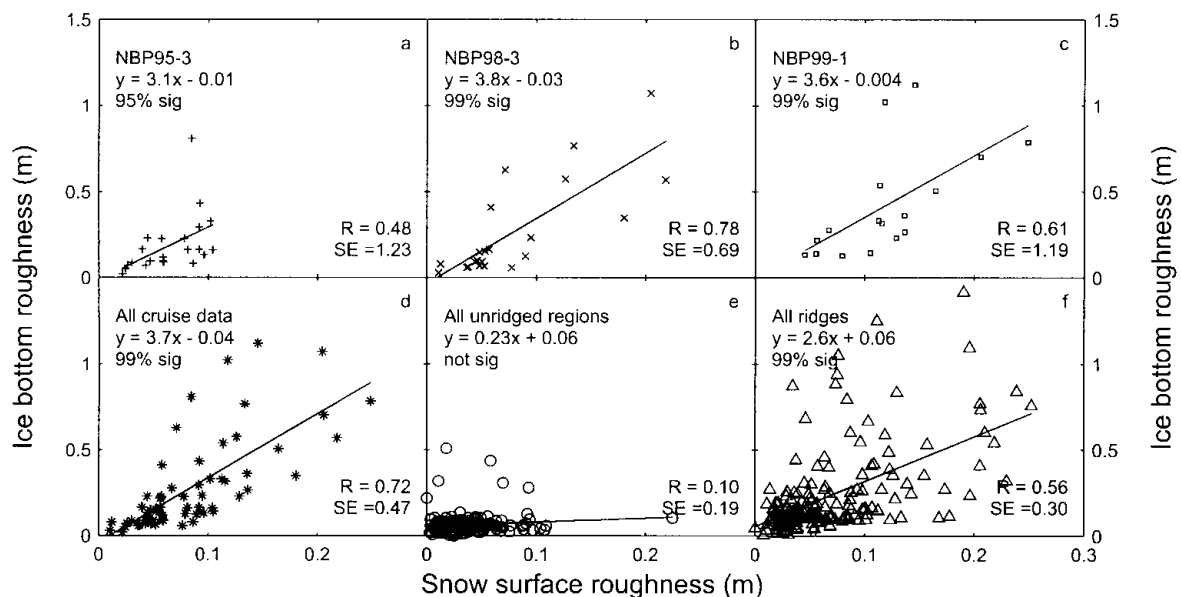 1.5
a
NBP95-3
y = 3.1x - 0.01
95% sig
R = 0.48
SE =1.23
b
NBP98-3
y = 3.8x - 0.03
99% sig
R = 0.78
SE =0.69
c
NBP99-1
y = 3.6x - 0.004
99% sig
R = 0.61
SE =1.19
1.5
1
0.5
0
1
0.5
0
Ice bottom roughness (m)
Ice bottom roughness (m)
d
All cruise data
y = 3.7x - 0.04
99% sig
R = 0.72
SE =0.47
e
All unridged regions
y = 0.23x + 0.06
not sig
R = 0.10
SE =0.19
f
All ridges
y = 2.6x + 0.06
99% sig
R = 0.56
SE =0.30
1
0.5
0
1
0.5
0
0 0.1 0.2 0 0.1 0.2 0 0.1 0.2 0.3
Snow surface roughness (m)